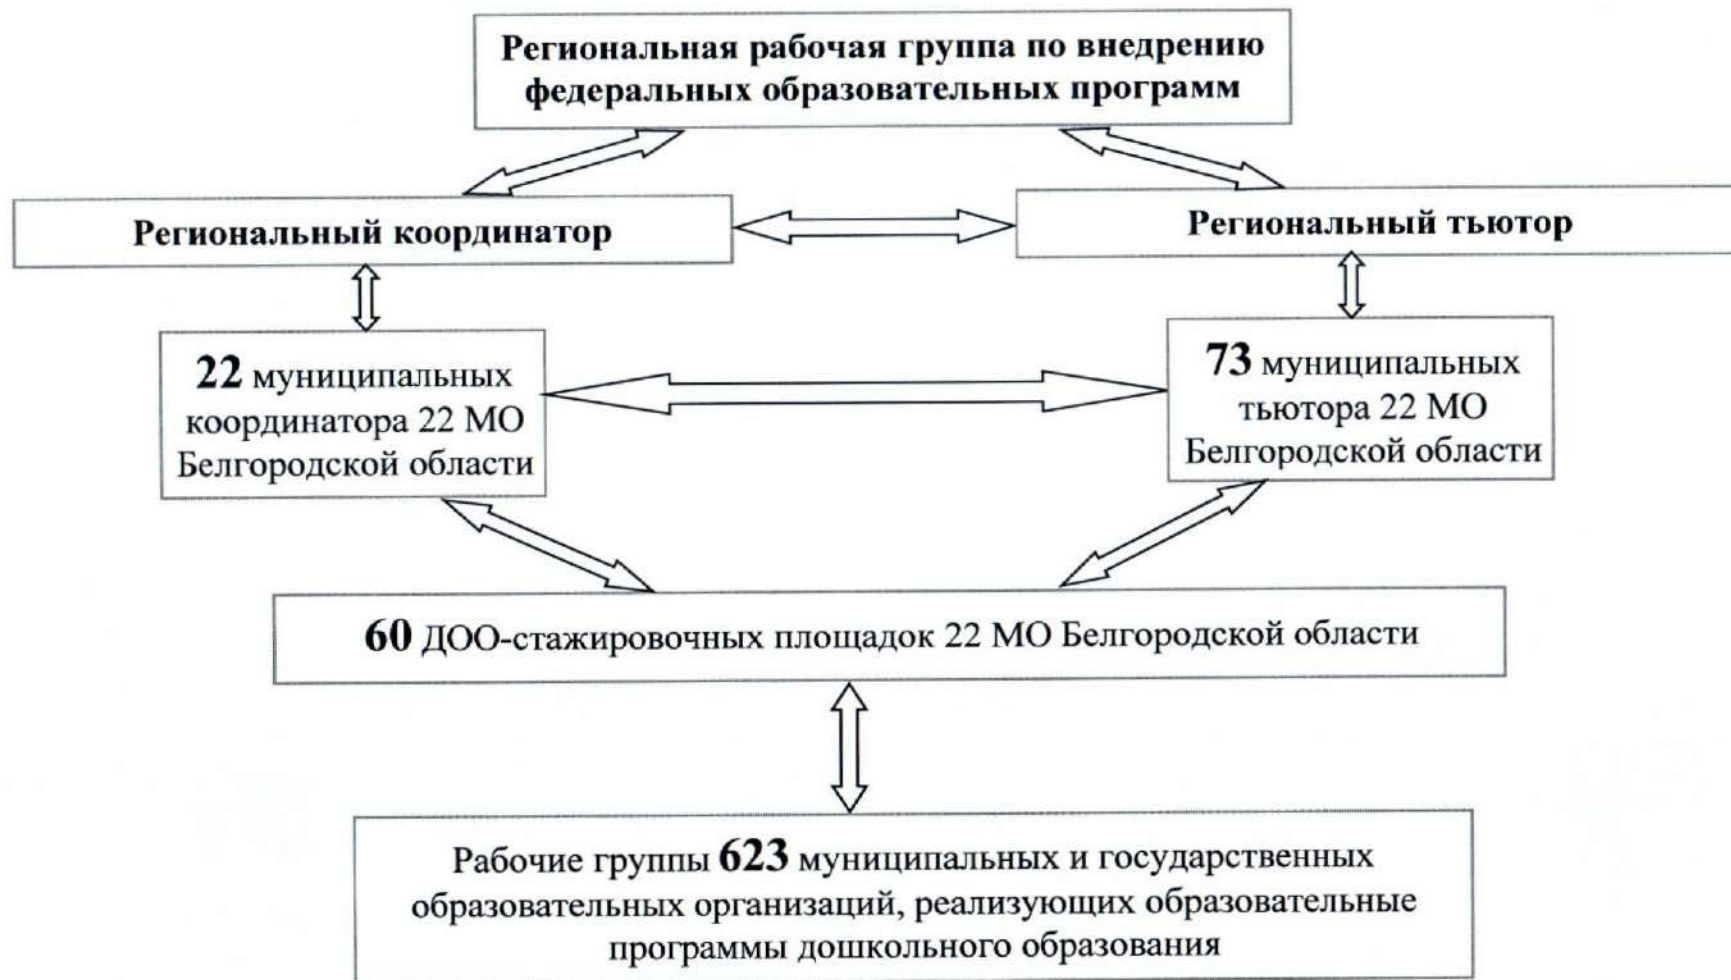 Региональная рабочая группа по внедрению
федеральных образовательных программ
Региональный координатор
Региональный тьютор
22 муниципальных
координатора 22 МО
Белгородской области
73 муниципальных
тьютора 22 МО
Белгородской области
60 ДОО-стажировочных площадок 22 МО Белгородской области
Рабочие группы 623 муниципальных и государственных
образовательных организаций, реализующих образовательные
программы дошкольного образования